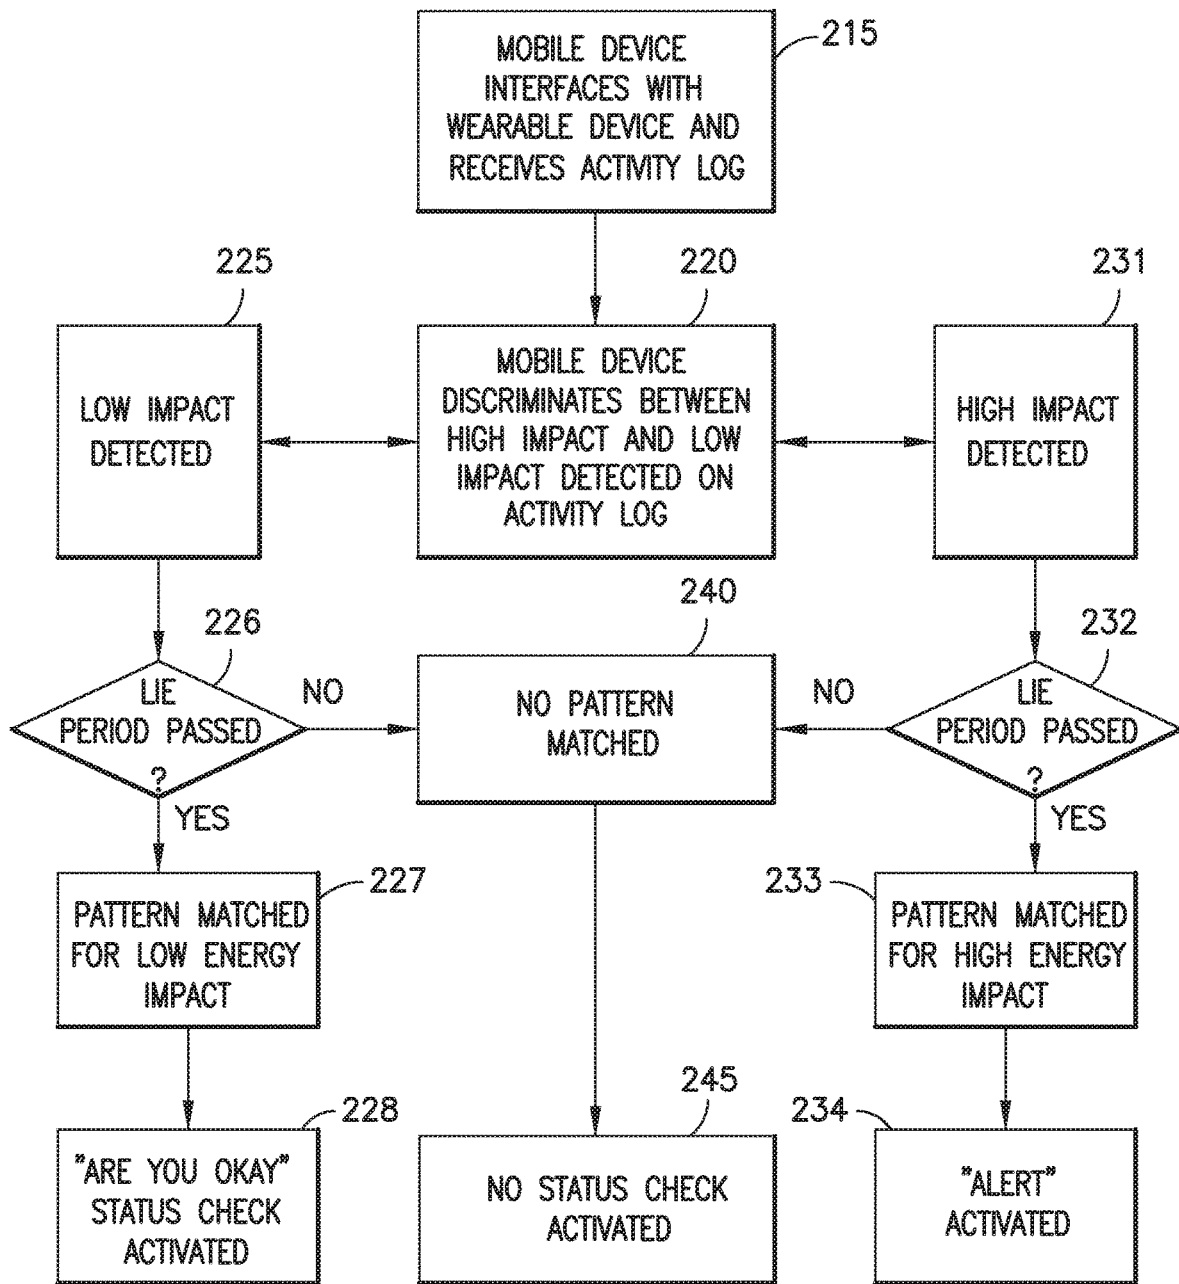 MOBILE DEVICE
INTERFACES WITH
WEARABLE DEVICE AND
RECEIVES ACTIVITY LOG
215
225
LOW IMPACT
DETECTED
220
MOBILE DEVICE
DISCRIMINATES BETWEEN
HIGH IMPACT AND LOW
IMPACT DETECTED ON
ACTIVITY LOG
231
HIGH IMPACT
DETECTED
226
LIE
PERIOD PASSED
?
NO
YES
240
NO PATTERN
MATCHED
232
LIE
PERIOD PASSED
?
NO
YES
227
PATTERN MATCHED
FOR LOW ENERGY
IMPACT
233
PATTERN MATCHED
FOR HIGH ENERGY
IMPACT
228
"ARE YOU OKAY"
STATUS CHECK
ACTIVATED
245
NO STATUS CHECK
ACTIVATED
234
"ALERT"
ACTIVATED